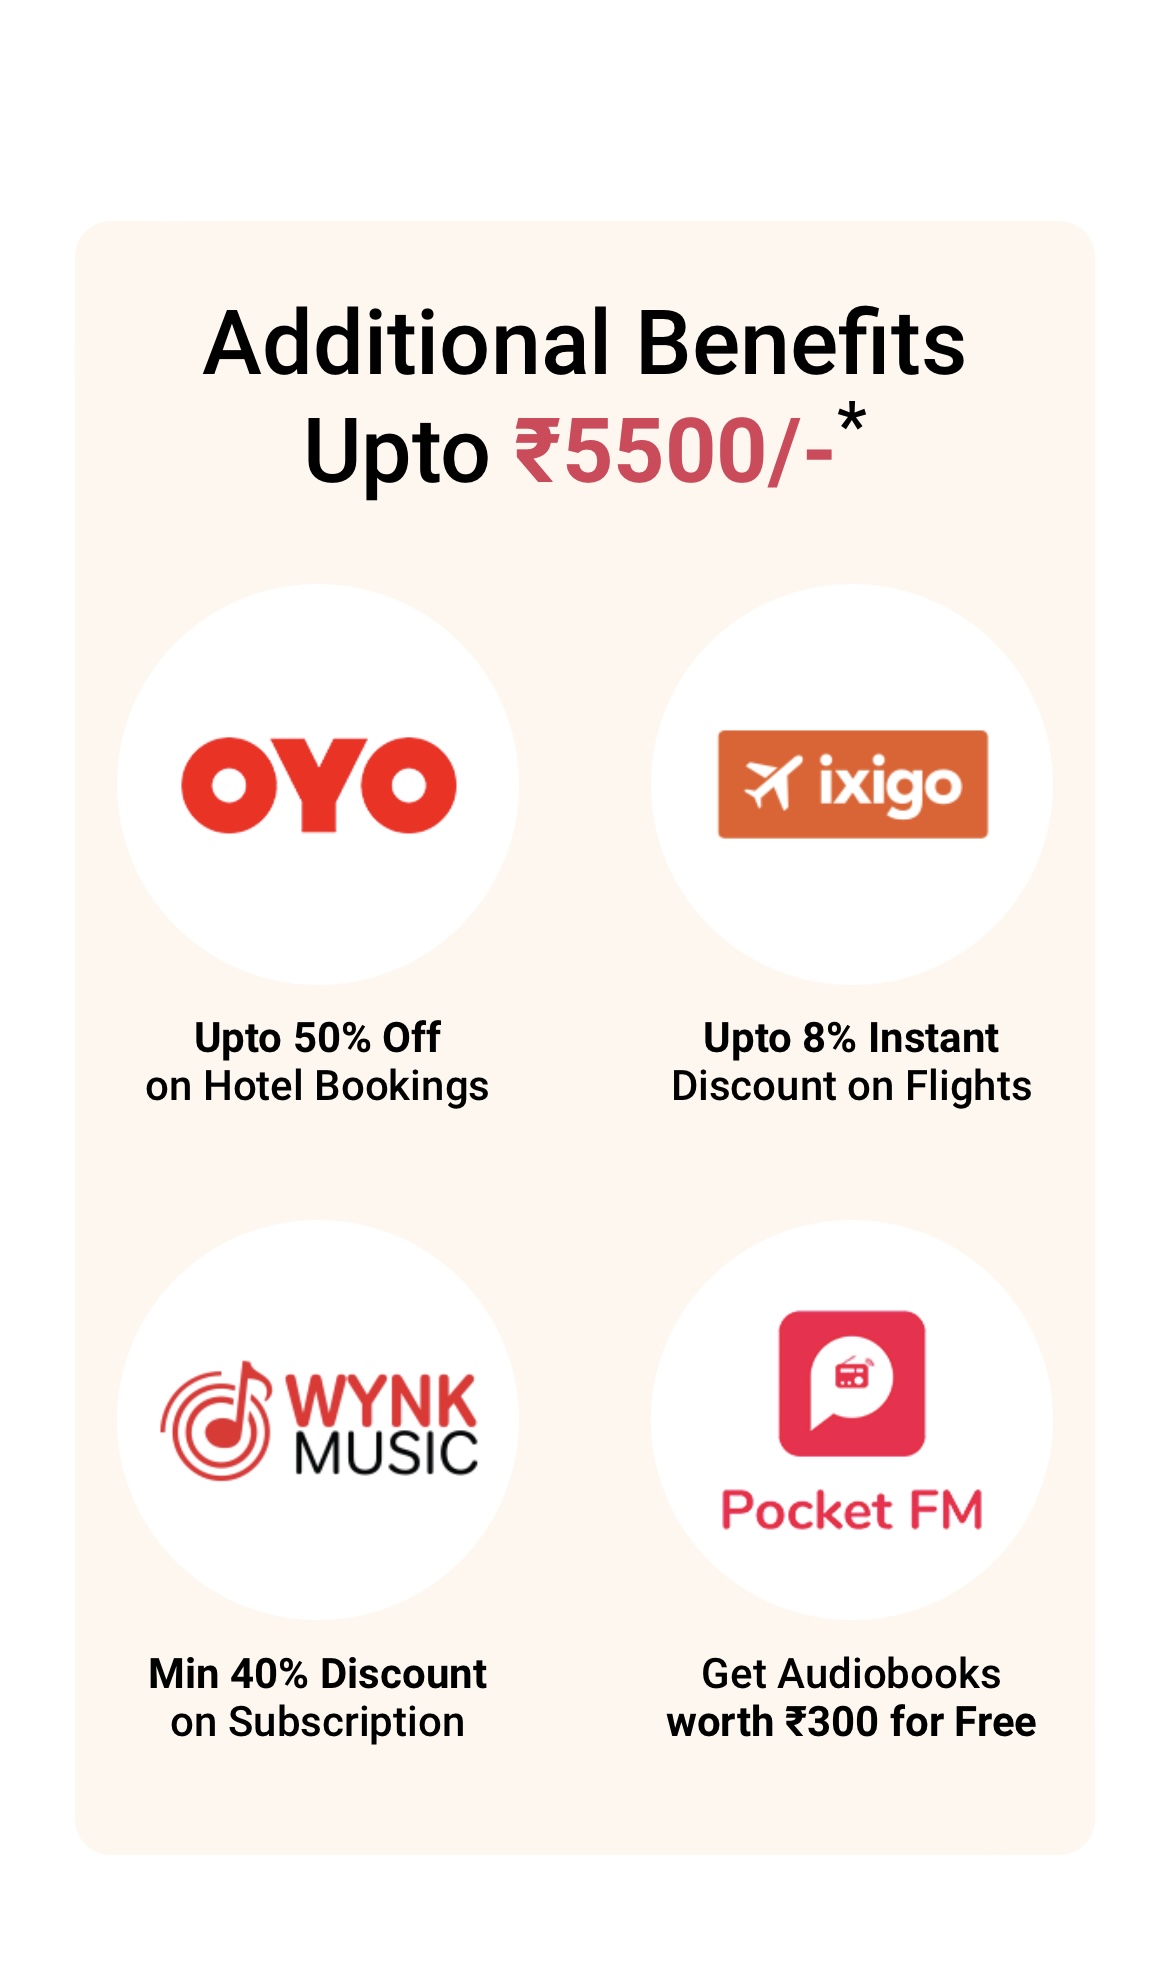 Additional Benefits
Upto ₹5500/-*
OYO
ixigo
Upto 50% Off
on Hotel Bookings
Upto 8% Instant
Discount on Flights
WYNK
MUSIC
Pocket FM
Min 40% Discount
on Subscription
Get Audiobooks
worth ₹300 for Free